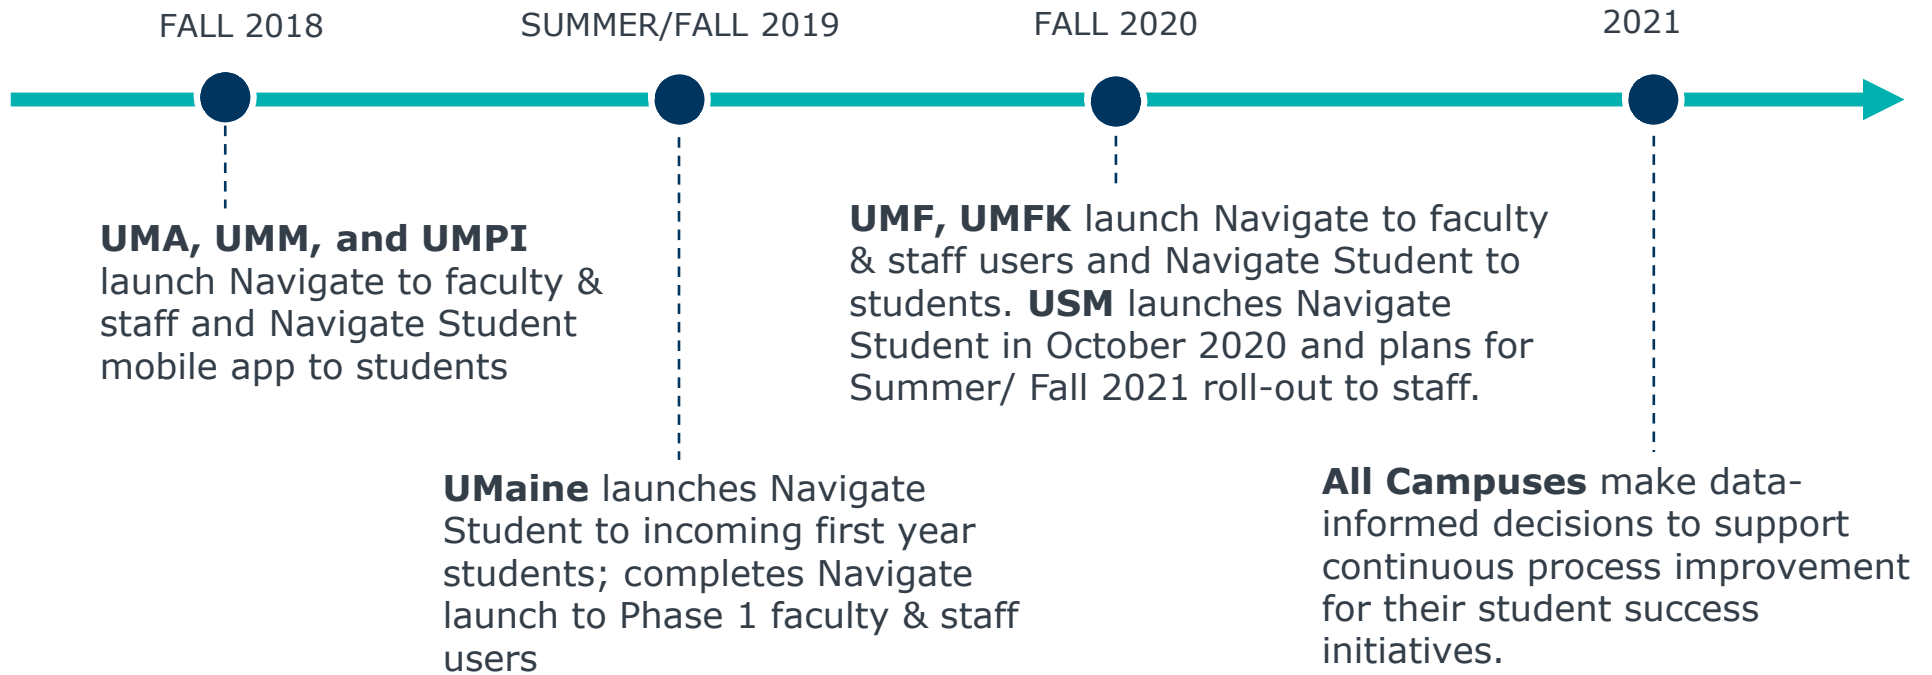 FALL 2018
SUMMER/FALL 2019
FALL 2020
2021
UMA, UMM, and UMPI
launch Navigate to faculty &
staff and Navigate Student
mobile app to students
UMaine launches Navigate
Student to incoming first year
students; completes Navigate
launch to Phase 1 faculty & staff
users
UMF, UMFK launch Navigate to faculty
& staff users and Navigate Student to
students. USM launches Navigate
Student in October 2020 and plans for
Summer/ Fall 2021 roll-out to staff.
All Campuses make data-
informed decisions to support
continuous process improvement
for their student success
initiatives.